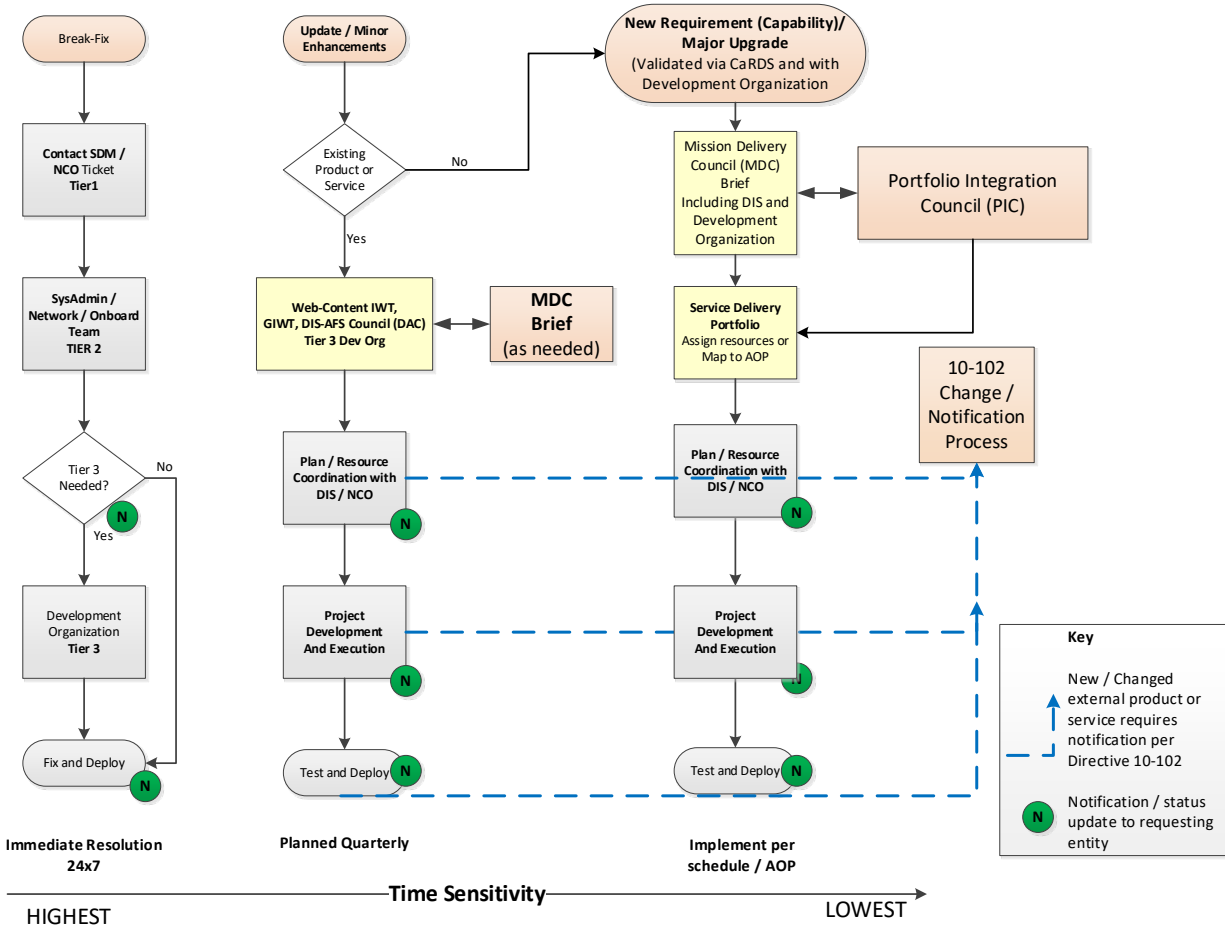 Break-Fix
Contact SDM /
NCO Ticket
Tier1
SysAdmin /
Network / Onboard
Team
TIER 2
Tier 3
Needed?
No
N
Yes
Development
Organization
Tier 3
Fix and Deploy
N
Immediate Resolution
24x7
Update / Minor
Enhancements
Existing
Product or
Service
No
Yes
Web-Content IWT,
GIWT, DIS-AFS Council (DAC)
Tier 3 Dev Org
MDC
Brief
(as needed)
Plan / Resource
Coordination with
DIS / NCO
N
Project
Development
And Execution
N
Test and Deploy
N
Planned Quarterly
New Requirement (Capability)/
Major Upgrade
(Validated via CaRDS and with
Development Organization
Mission Delivery
Council (MDC)
Brief
Including DIS and
Development
Organization
Portfolio Integration
Council (PIC)
Service Delivery
Portfolio
Assign resources or
Map to AOP
10-102
Change /
Notification
Process
Plan / Resource
Coordination with
DIS / NCO
N
Project
Development
And Execution
N
Test and Deploy
N
Implement per
schedule / AOP
Key
New / Changed
external product or
service requires
notification per
Directive 10-102
N
Notification / status
update to requesting
entity
Time Sensitivity
HIGHEST
LOWEST